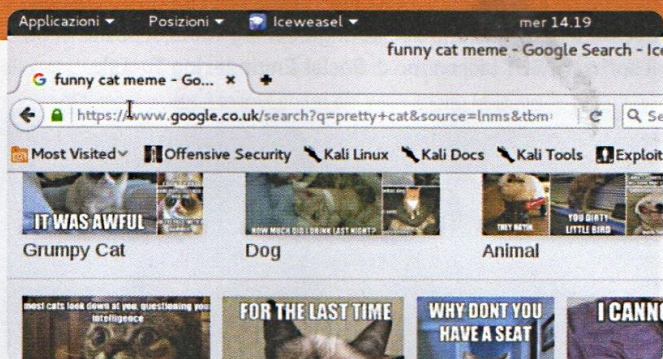 Applicazioni Posizioni Iceweasel mer 14.19
funny cat meme - Google Search - Ice
funny cat meme - Go... ×
https://www.google.co.uk/search?q=pretty+cat&source=lnms&tbm= Se
Most Visited Offensive Security Kali Linux Kali Docs Kali Tools Exploit
IT WAS AWFUL
HOW MUCH DID I DRINK LAST NIGHT?
YOU DIRTY
LITTLE BIRD
Grumpy Cat Dog Animal
most cats look down at you, questioning you
intelligence
FOR THE LAST TIME
WHY DONT YOU
HAVE A SEAT
I CANNO